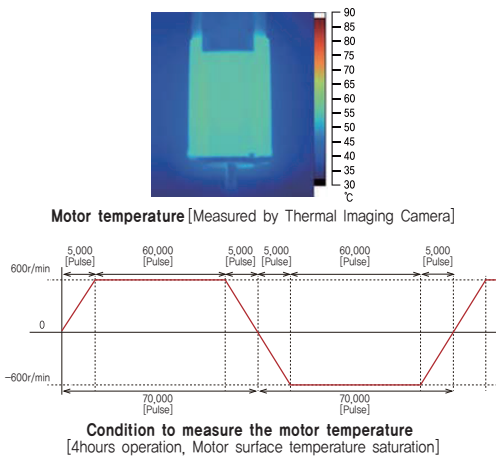 90
85
80
75
70
65
60
55
50
45
40
35
30
℃
Motor temperature [Measured by Thermal Imaging Camera]
5,000 60,000 5,000 5,000 60,000 5,000
[Pulse] [Pulse] [Pulse] [Pulse] [Pulse] [Pulse]
600r/min
0
−600r/min
70,000 70,000
[Pulse] [Pulse]
Condition to measure the motor temperature
[4hours operation, Motor surface temperature saturation]